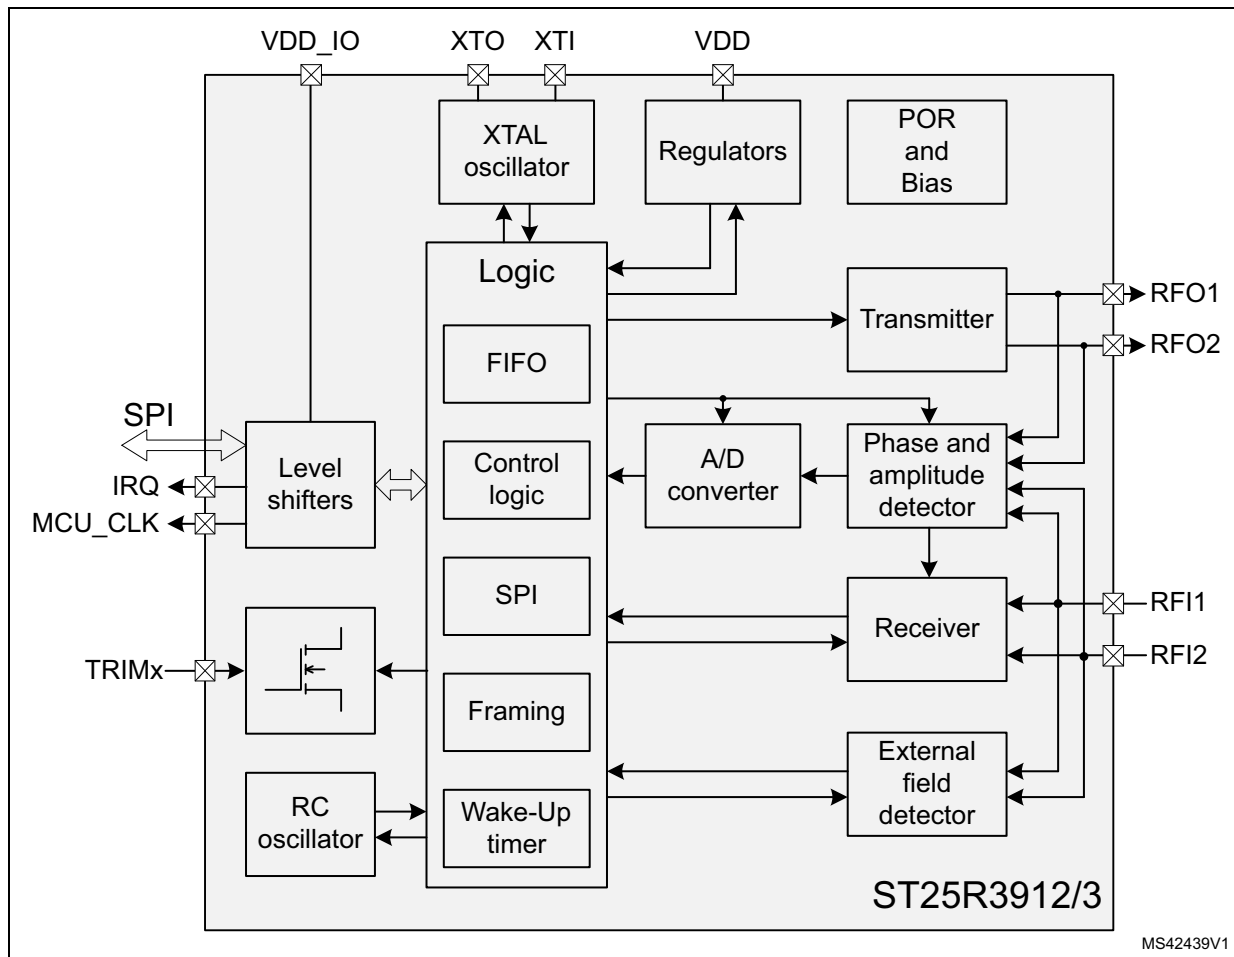 VDD_IO
XTO
XTI
VDD
XTAL
oscillator
Regulators
POR
and
Bias
Logic
Transmitter
RFO1
RFO2
FIFO
SPI
Level
shifters
IRQ
MCU_CLK
Control
logic
A/D
converter
Phase and
amplitude
detector
SPI
Receiver
RFI1
RFI2
TRIMx
Framing
External
field
detector
RC
oscillator
Wake-Up
timer
ST25R3912/3
MS42439V1